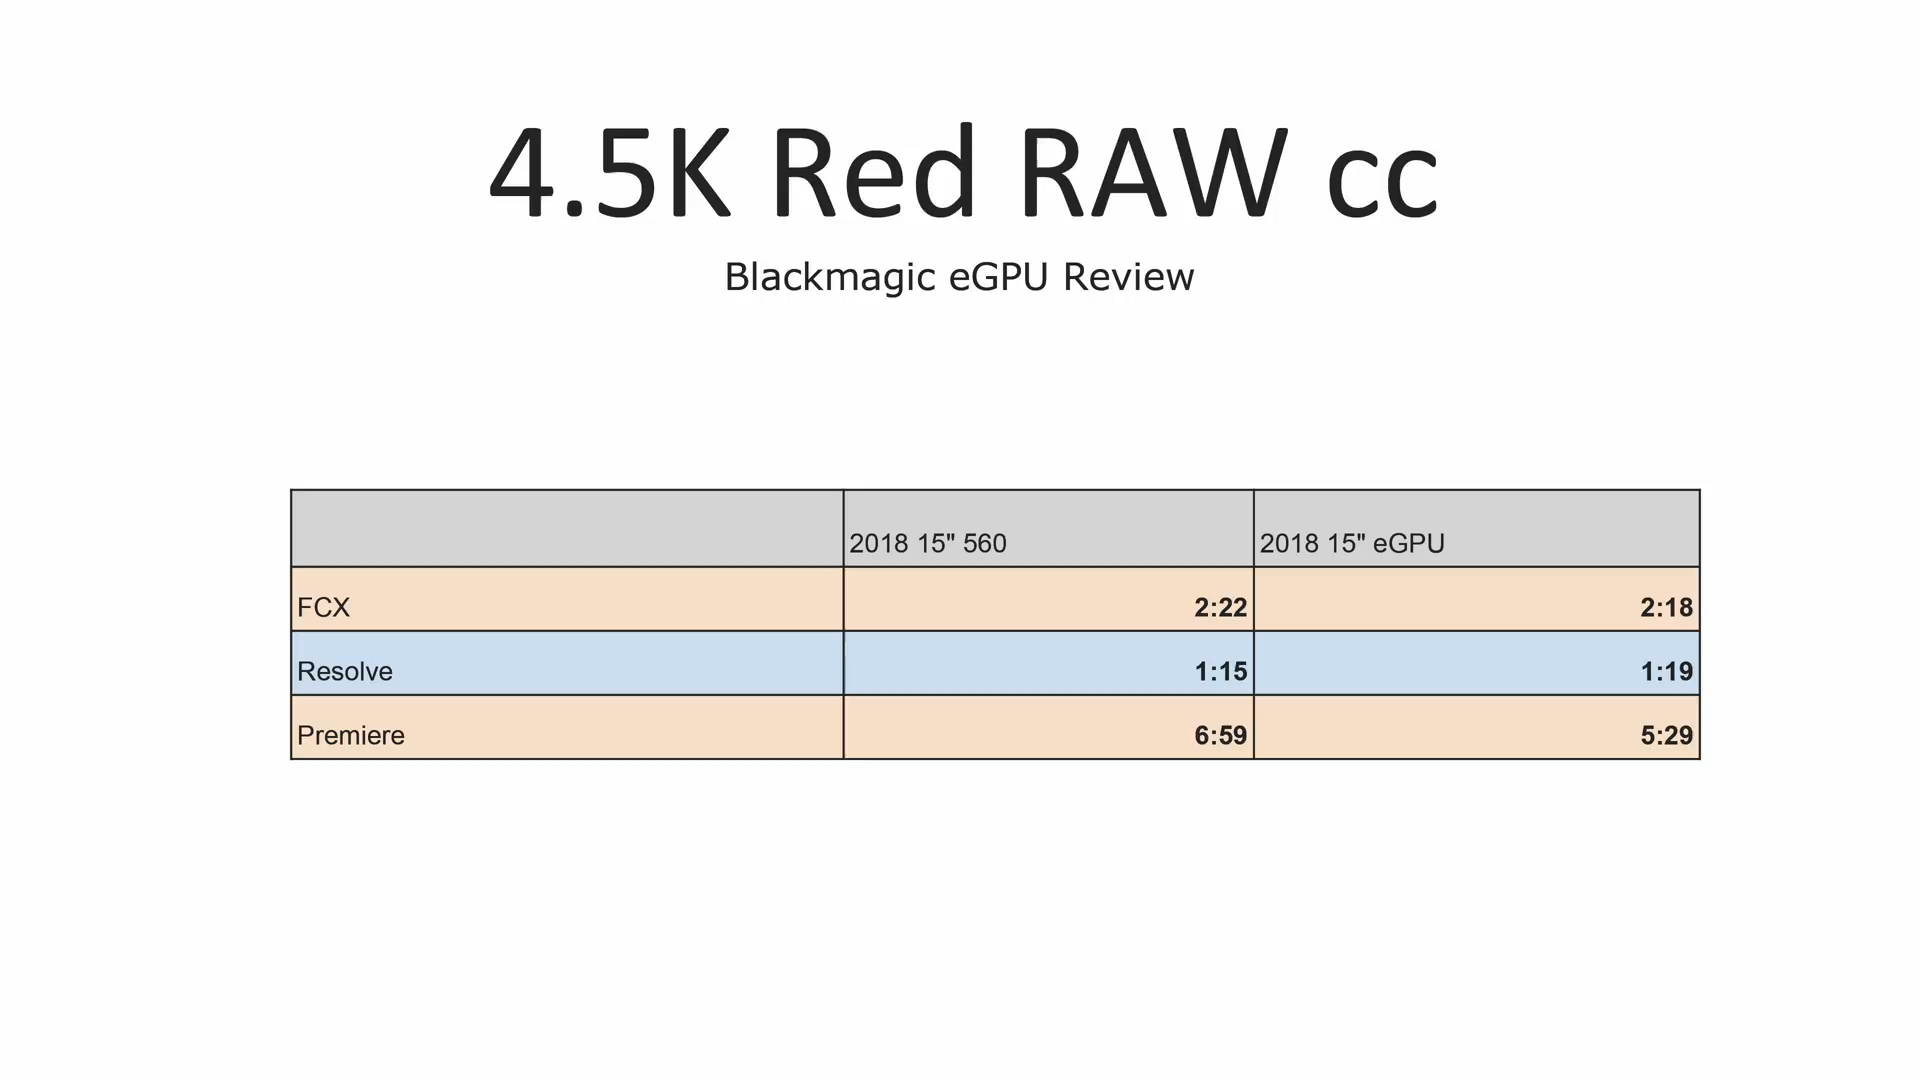 4.5K Red RAW cc
Blackmagic eGPU Review
2018 15" 560 2018 15" eGPU
FCX 2:22 2:18
Resolve 1:15 1:19
Premiere 6:59 5:29